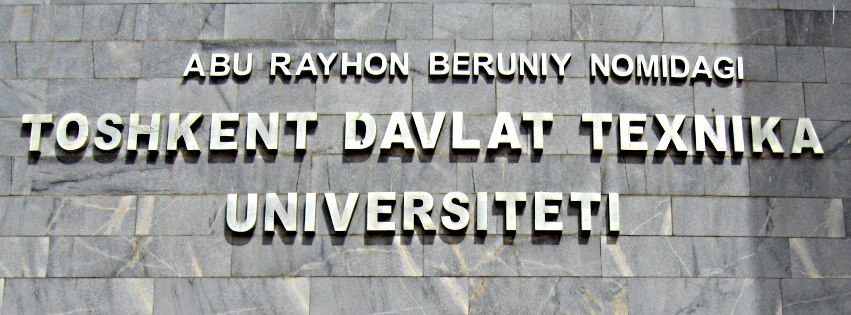 ABU RAYHON BERUNIY NOMIDAGI
TOSHKENT DAVLAT TEXNIKA
UNIVERSITETI